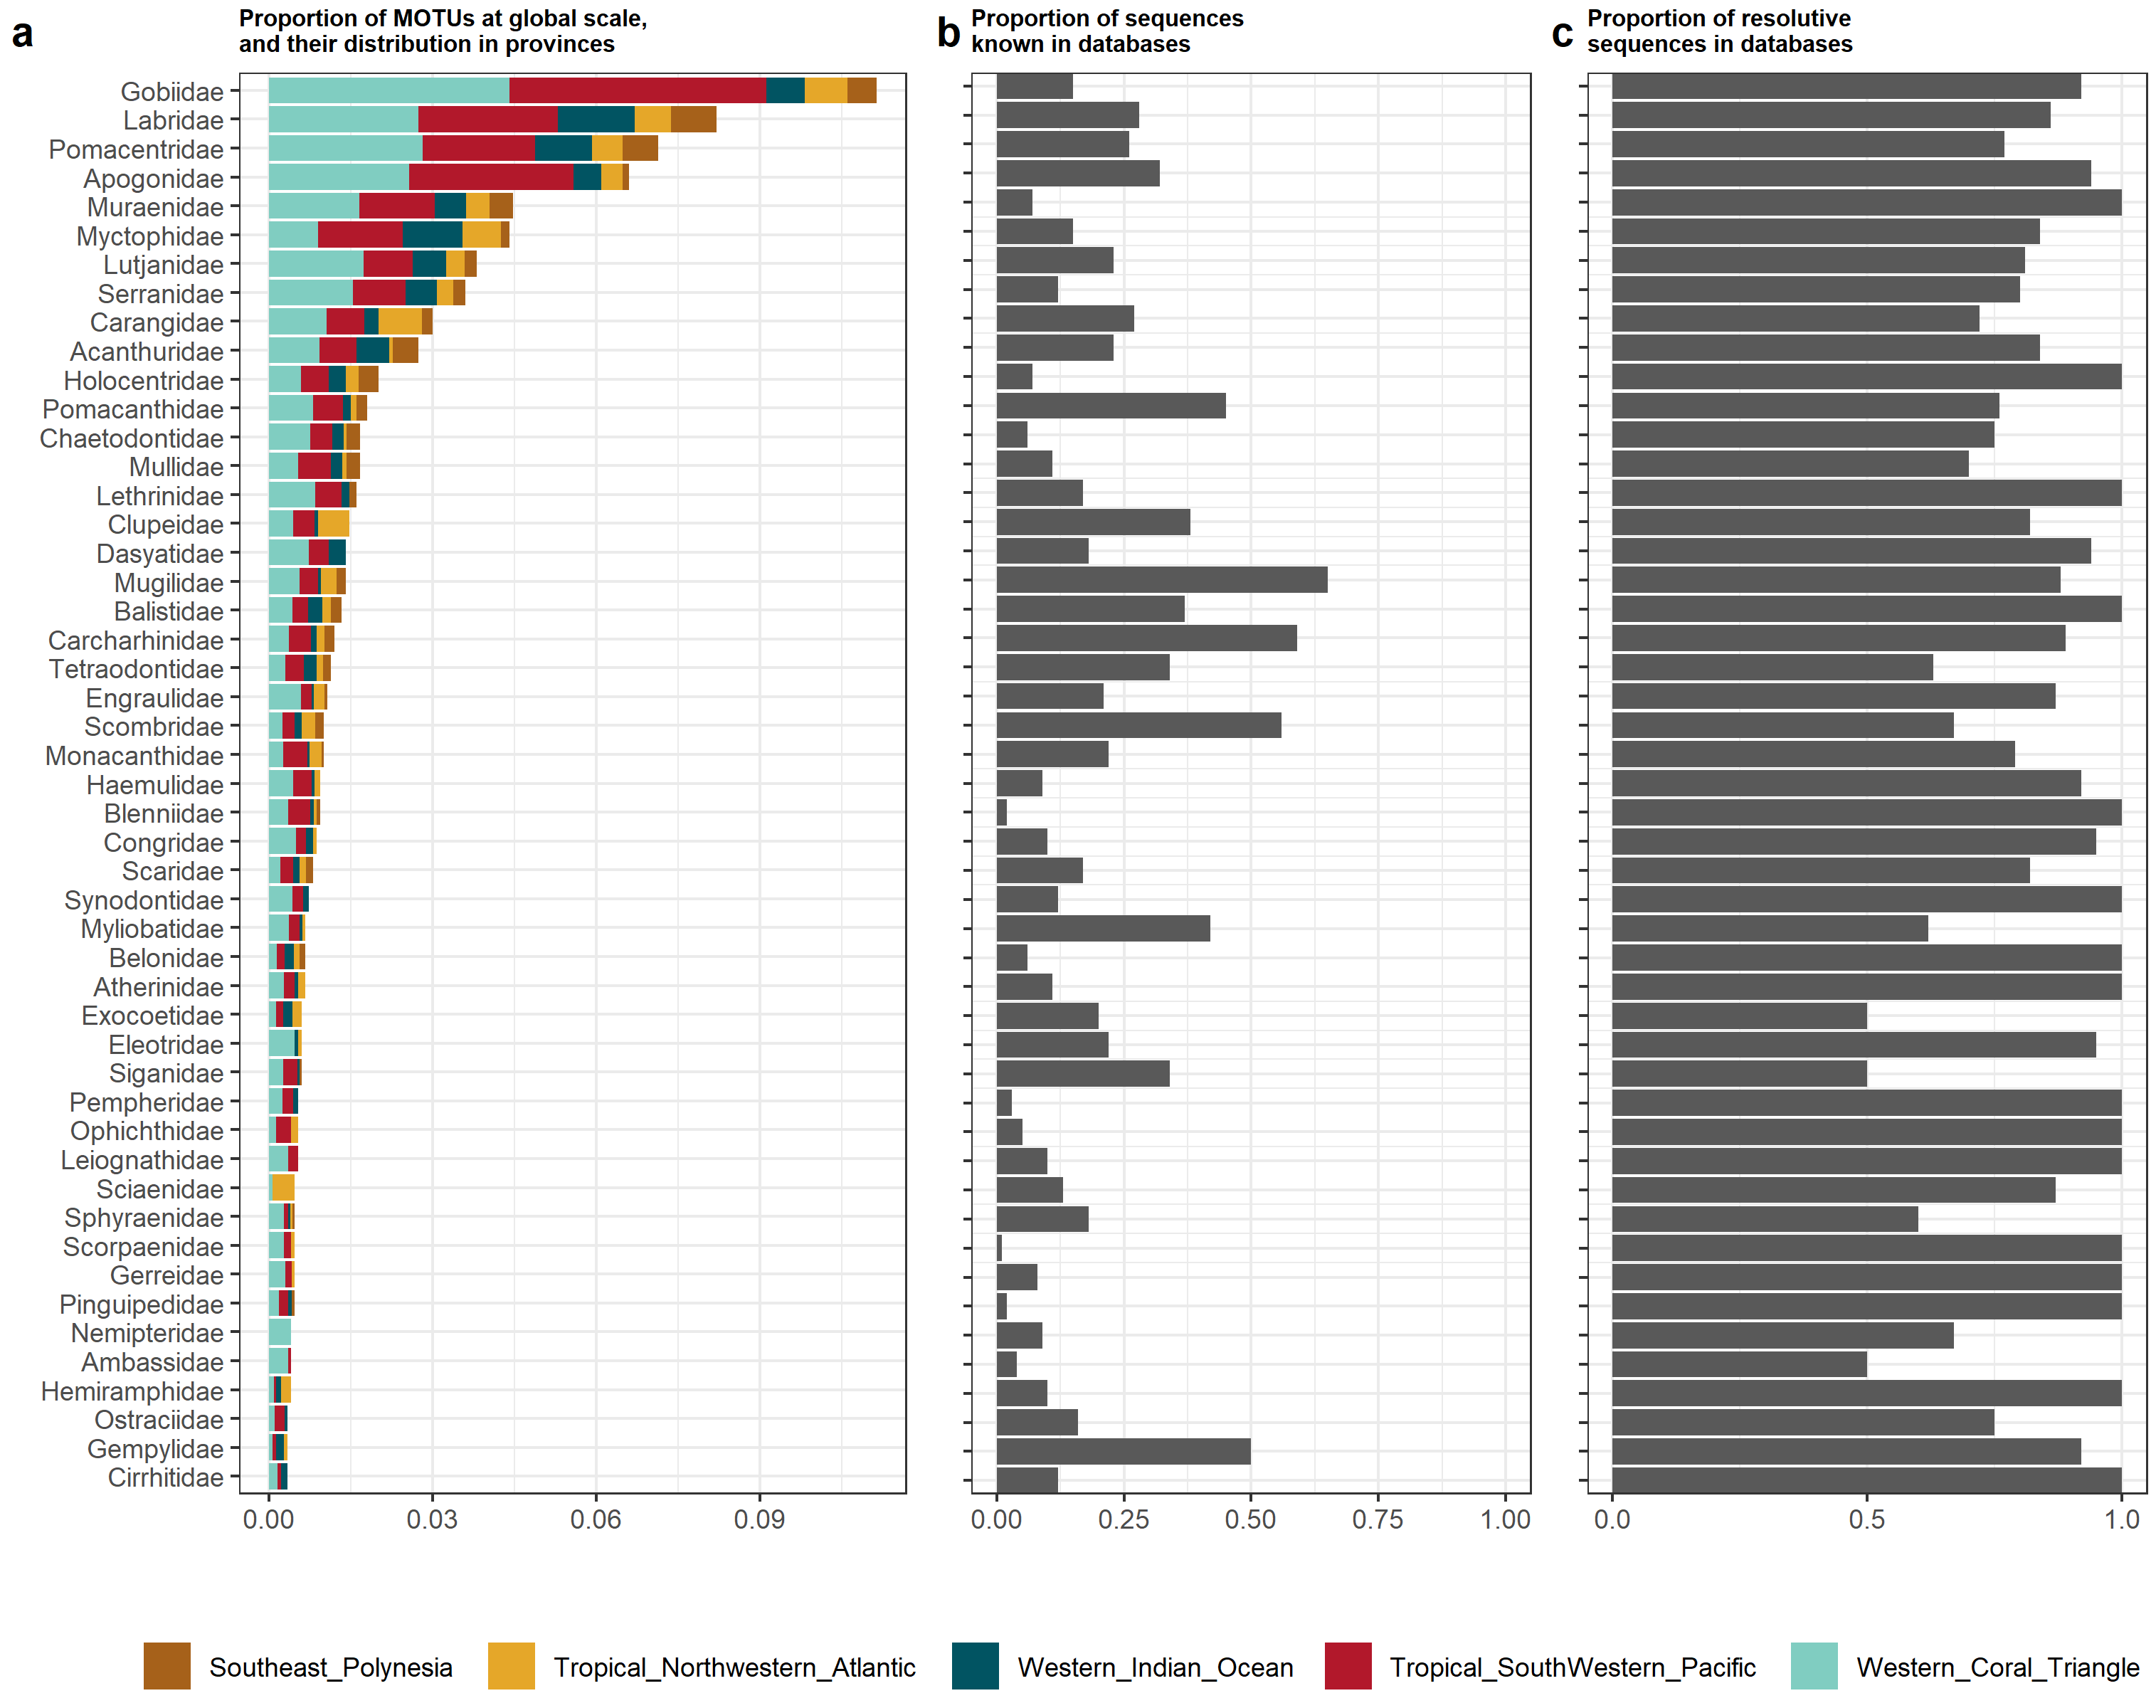 a
Proportion of MOTUs at global scale,
and their distribution in provinces
b
Proportion of sequences
known in databases
c
Proportion of resolutive
sequences in databases
Gobiidae
Labridae
Pomacentridae
Apogonidae
Muraenidae
Myctophidae
Lutjanidae
Serranidae
Carangidae
Acanthuridae
Holocentridae
Pomacanthidae
Chaetodontidae
Mullidae
Lethrinidae
Clupeidae
Dasyatidae
Mugilidae
Balistidae
Carcharhinidae
Tetraodontidae
Engraulidae
Scombridae
Monacanthidae
Haemulidae
Blenniidae
Congridae
Scaridae
Synodontidae
Myliobatidae
Belonidae
Atherinidae
Exocoetidae
Eleotridae
Siganidae
Pempheridae
Ophichthidae
Leiognathidae
Sciaenidae
Sphyraenidae
Scorpaenidae
Gerreidae
Pinguipedidae
Nemipteridae
Ambassidae
Hemiramphidae
Ostraciidae
Gempylidae
Cirrhitidae
0.00 0.03 0.06 0.09
0.00 0.25 0.50 0.75 1.00
0.0 0.5 1.0
Southeast_Polynesia Tropical_Northwestern_Atlantic Western_Indian_Ocean Tropical_SouthWestern_Pacific Western_Coral_Triangle